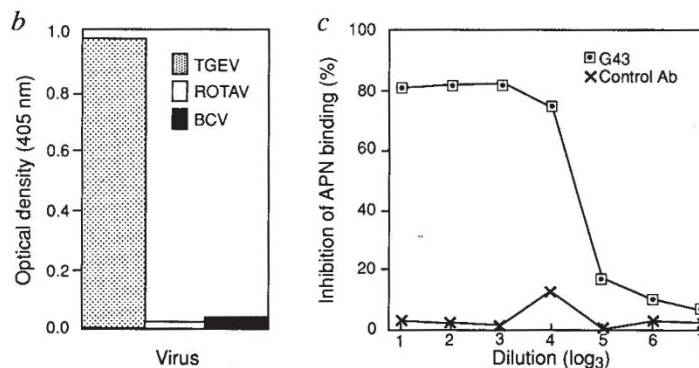 b
Optical density (405 nm)
1.0
0.8
0.6
0.4
0.2
0.0
TGEV
ROTAV
BCV
Virus
c
Inhibition of APN binding (%)
100
80
60
40
20
0
G43
Control Ab
1 2 3 4 5 6 7
Dilution (log₃)